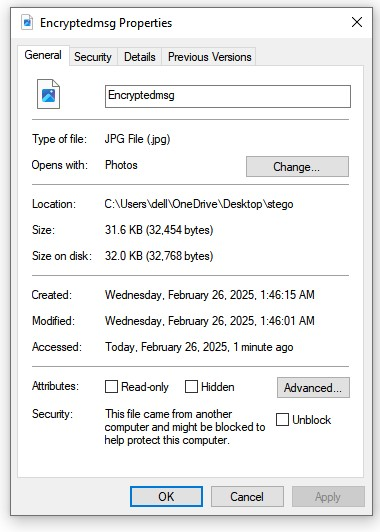 Encryptedmsg Properties
General Security Details Previous Versions
Encryptedmsg
Type of file: JPG File (.jpg)
Opens with: Photos Change...
Location: C:\Users\dell\OneDrive\Desktop\stego
Size: 31.6 KB (32,454 bytes)
Size on disk: 32.0 KB (32,768 bytes)
Created: Wednesday, February 26, 2025, 1:46:15 AM
Modified: Wednesday, February 26, 2025, 1:46:01 AM
Accessed: Today, February 26, 2025, 1 minute ago
Attributes: Read-only Hidden Advanced...
Security: This file came from another
computer and might be blocked to
help protect this computer.
Unblock
OK Cancel Apply